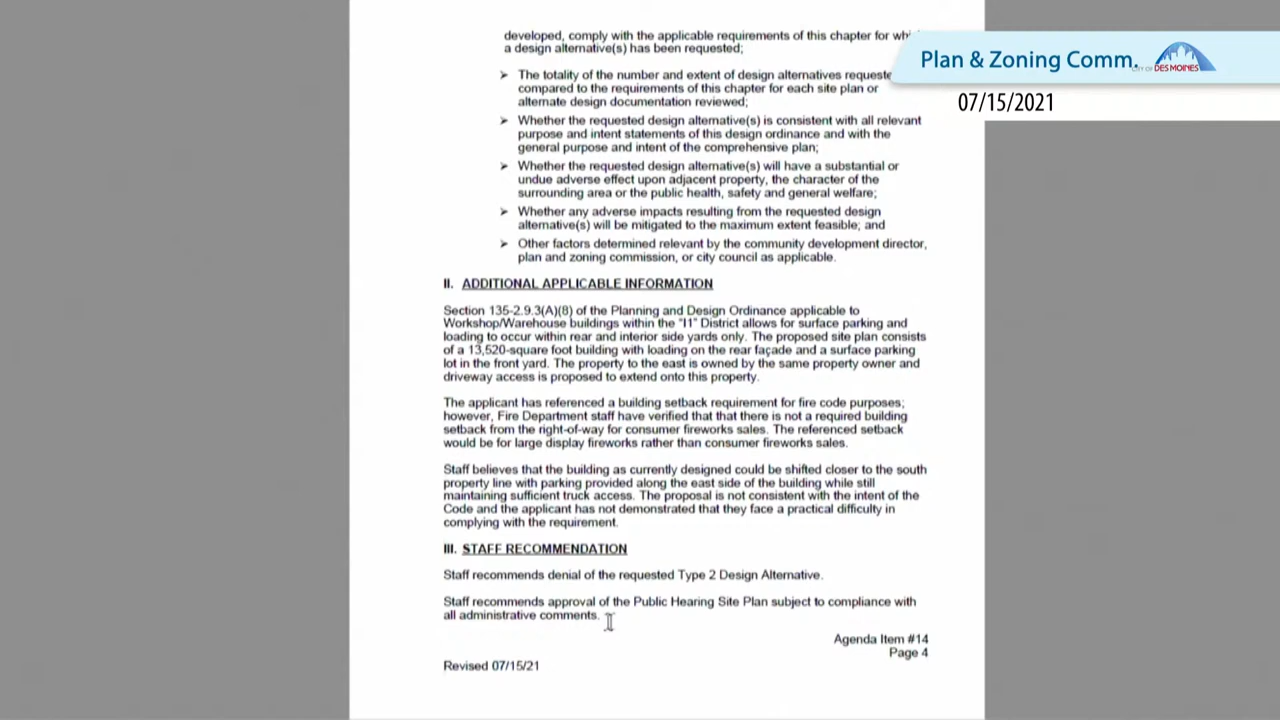 developed, comply with the applicable requirements of this chapter for
a design alternative(s) has been requested;
➢ The totality of the number and extent of design alternatives
compared to the requirements of this chapter for each site plan or
alternate design documentation reviewed;
➢ Whether the requested design alternative(s) is consistent with all relevant
purpose and intent statements of this design ordinance and with the
general purpose and intent of the comprehensive plan;
➢ Whether the requested design alternative(s) will have a substantial or
undue adverse effect upon adjacent property, the character of the
surrounding area or the public health, safety and general welfare;
➢ Whether any adverse impacts resulting from the requested design
alternative(s) will be mitigated to the maximum extent feasible; and
➢ Other factors determined relevant by the community development director,
plan and zoning commission, or city council as applicable.
II. ADDITIONAL APPLICABLE INFORMATION
Section 135-2.9.3(A)(8) of the Planning and Design Ordinance applicable to
Workshop/Warehouse buildings within the "I1" District allows for surface parking and
loading to occur within rear and interior side yards only. The proposed site plan consists
of a 13,520-square foot building with loading on the rear façade and a surface parking
lot in the front yard. The property to the east is owned by the same property owner and
driveway access is proposed to extend onto this property.
The applicant has referenced a building setback requirement for fire code purposes;
however, Fire Department staff have verified that that there is not a required building
setback from the right-of-way for consumer fireworks sales. The referenced setback
would be for large display fireworks rather than consumer fireworks sales.
Staff believes that the building as currently designed could be shifted closer to the south
property line with parking provided along the east side of the building while still
maintaining sufficient truck access. The proposal is not consistent with the intent of the
Code and the applicant has not demonstrated that they face a practical difficulty in
complying with the requirement.
III. STAFF RECOMMENDATION
Staff recommends denial of the requested Type 2 Design Alternative.
Staff recommends approval of the Public Hearing Site Plan subject to compliance with
all administrative comments.
Agenda Item #14
Page 4
Revised 07/15/21
Plan & Zoning Comm.
CITY OF DES MOINES
07/15/2021